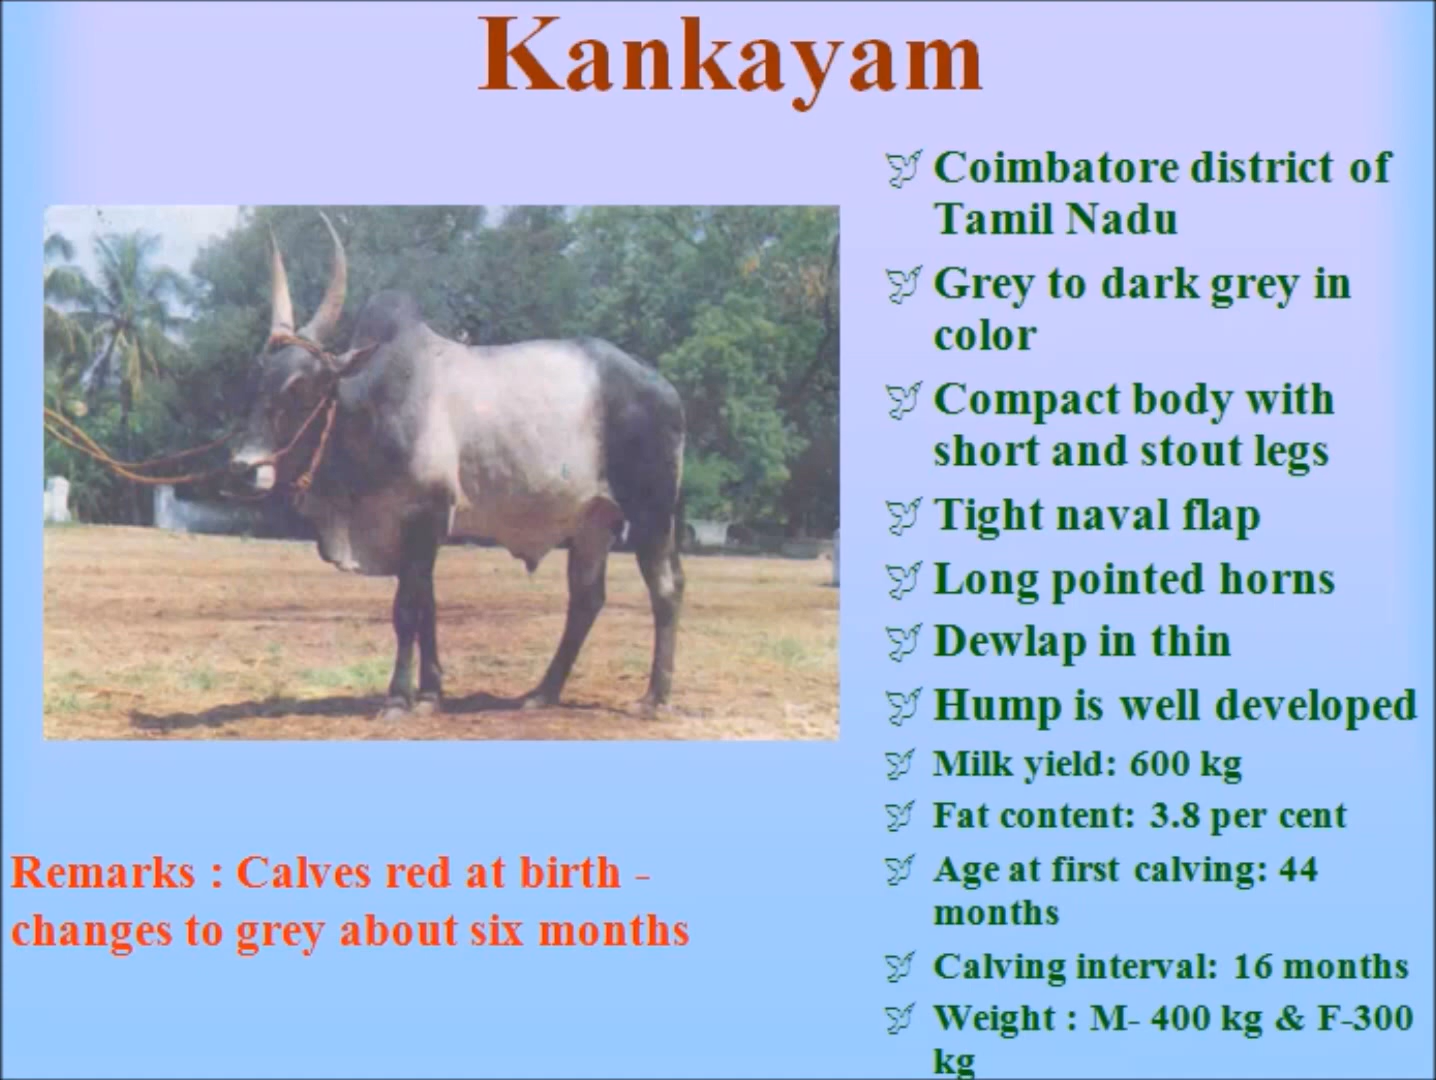 Kankayam
Coimbatore district of
Tamil Nadu
Grey to dark grey in
color
Compact body with
short and stout legs
Tight naval flap
Long pointed horns
Dewlap in thin
Hump is well developed
Milk yield: 600 kg
Fat content: 3.8 per cent
Age at first calving: 44
months
Calving interval: 16 months
Weight : M- 400 kg & F-300
kg
Remarks : Calves red at birth -
changes to grey about six months